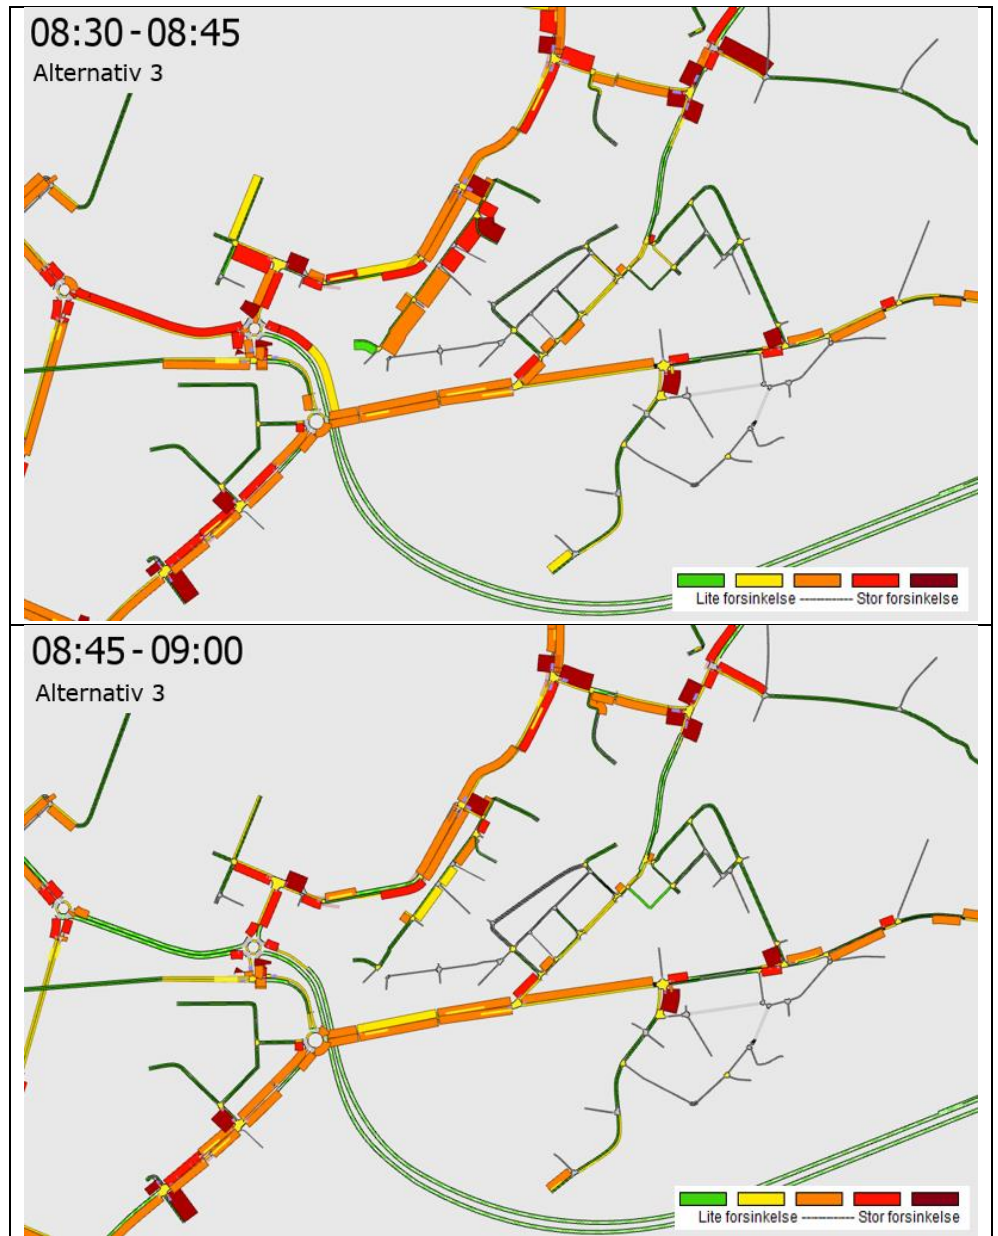 08:30-08:45
Alternativ 3
Lite forsinkelse ---------- Stor forsinkelse
08:45-09:00
Alternativ 3
Lite forsinkelse ---------- Stor forsinkelse